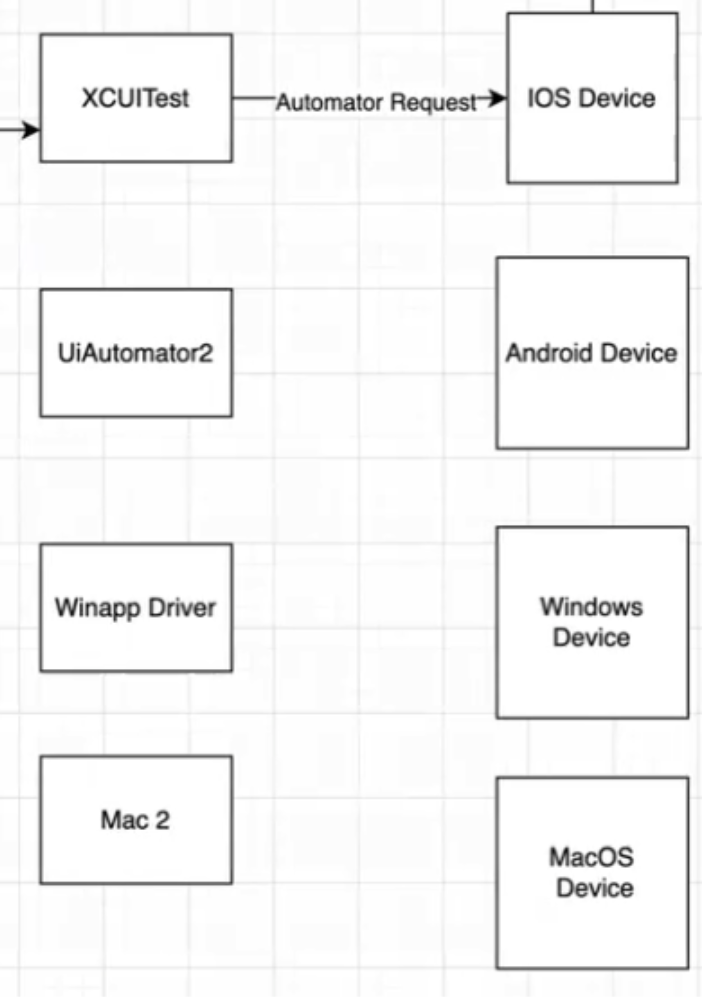 XCUITest
Automator Request
IOS Device
UiAutomator2
Android Device
Winapp Driver
Windows
Device
Mac 2
MacOS
Device